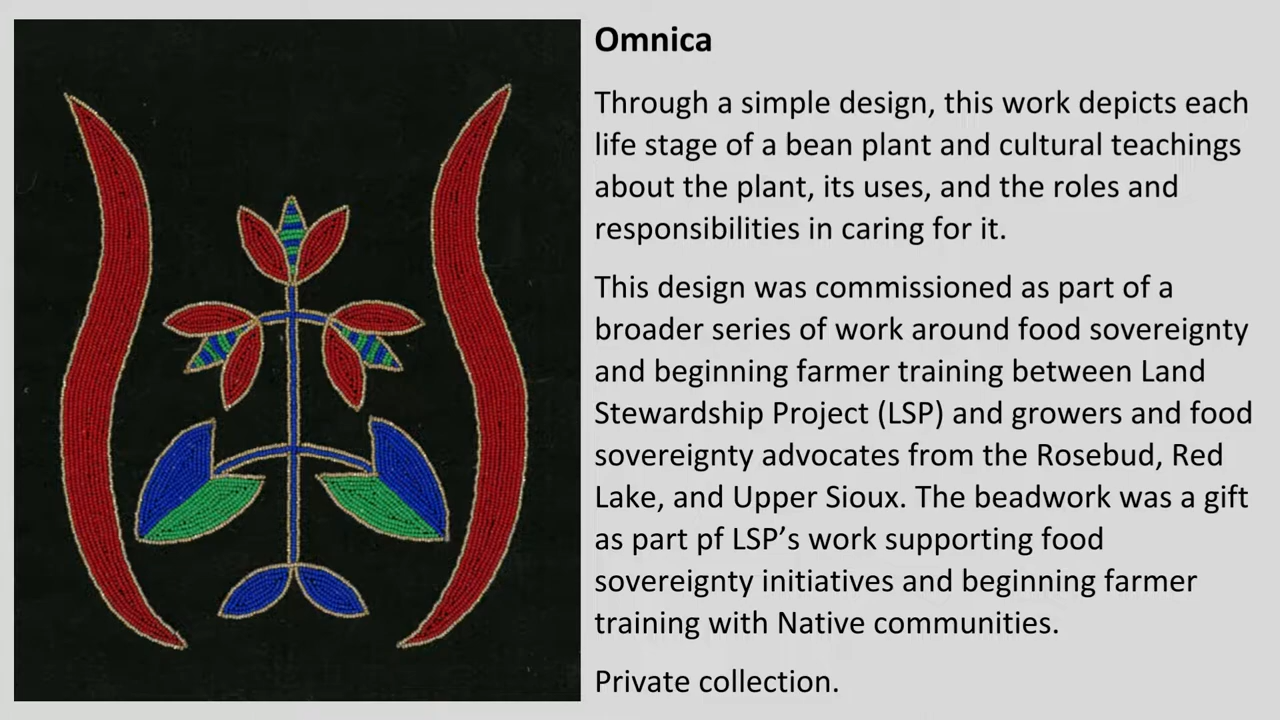 Omnica
Through a simple design, this work depicts each
life stage of a bean plant and cultural teachings
about the plant, its uses, and the roles and
responsibilities in caring for it.
This design was commissioned as part of a
broader series of work around food sovereignty
and beginning farmer training between Land
Stewardship Project (LSP) and growers and food
sovereignty advocates from the Rosebud, Red
Lake, and Upper Sioux. The beadwork was a gift
as part pf LSP’s work supporting food
sovereignty initiatives and beginning farmer
training with Native communities.
Private collection.